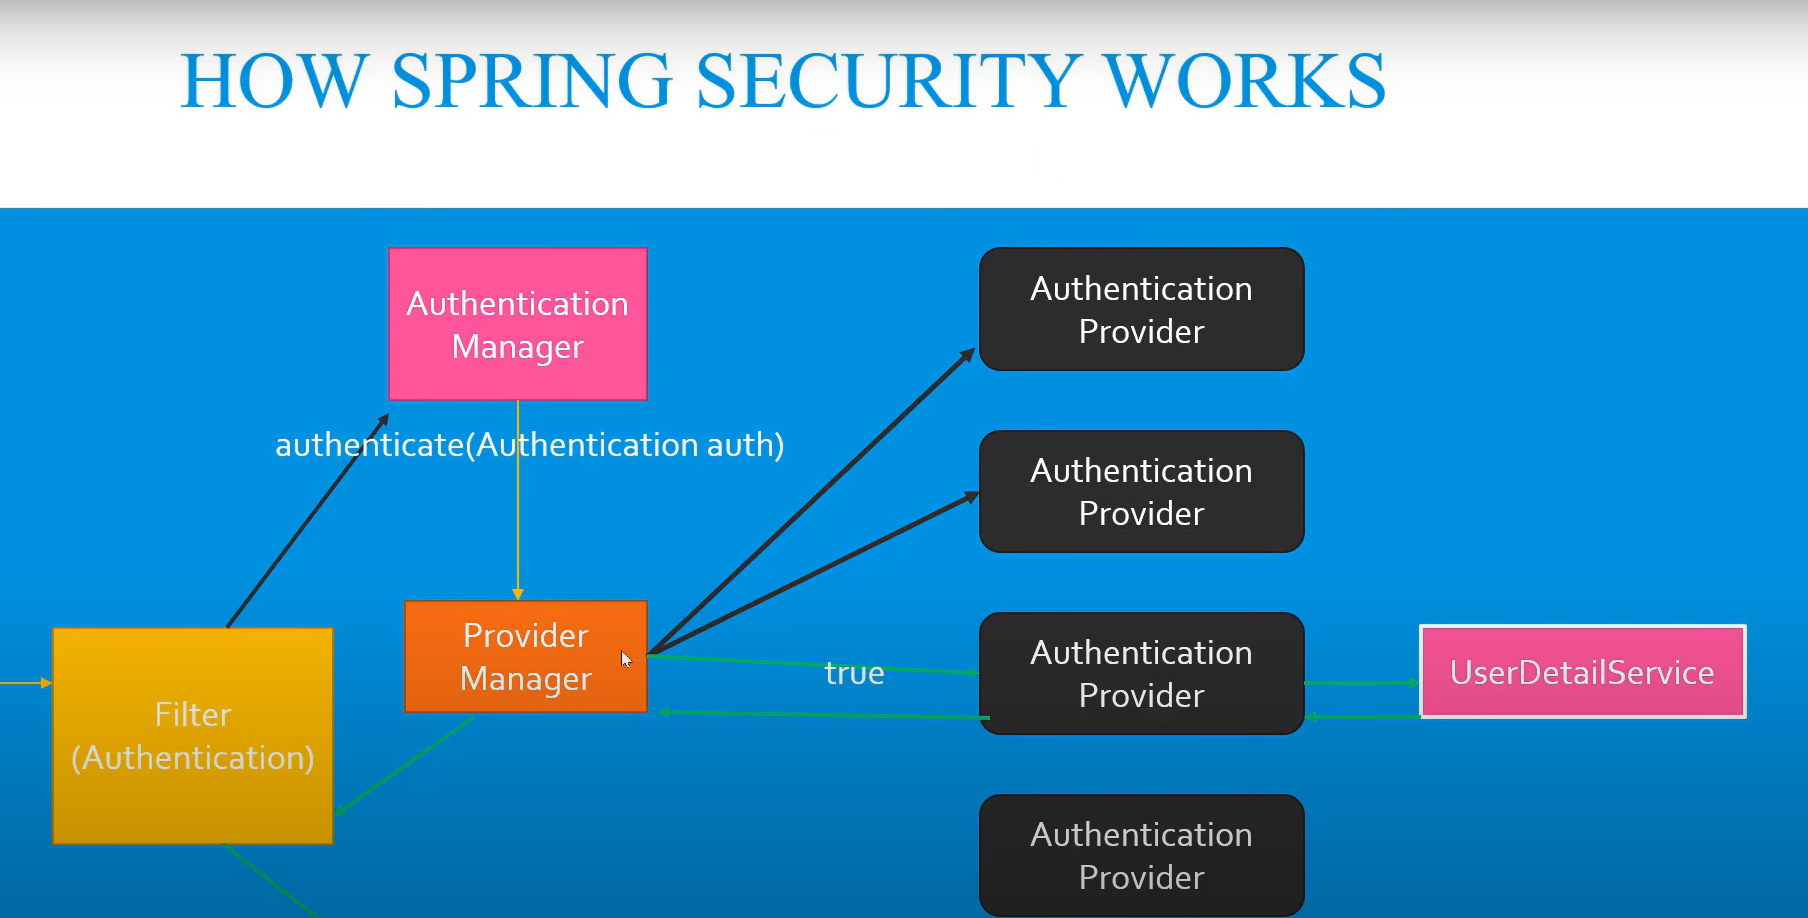 HOW SPRING SECURITY WORKS
Authentication
Manager
Authentication
Provider
authenticate(Authentication auth)
Authentication
Provider
Provider
Manager
true
Authentication
Provider
UserDetailService
Filter
(Authentication)
Authentication
Provider